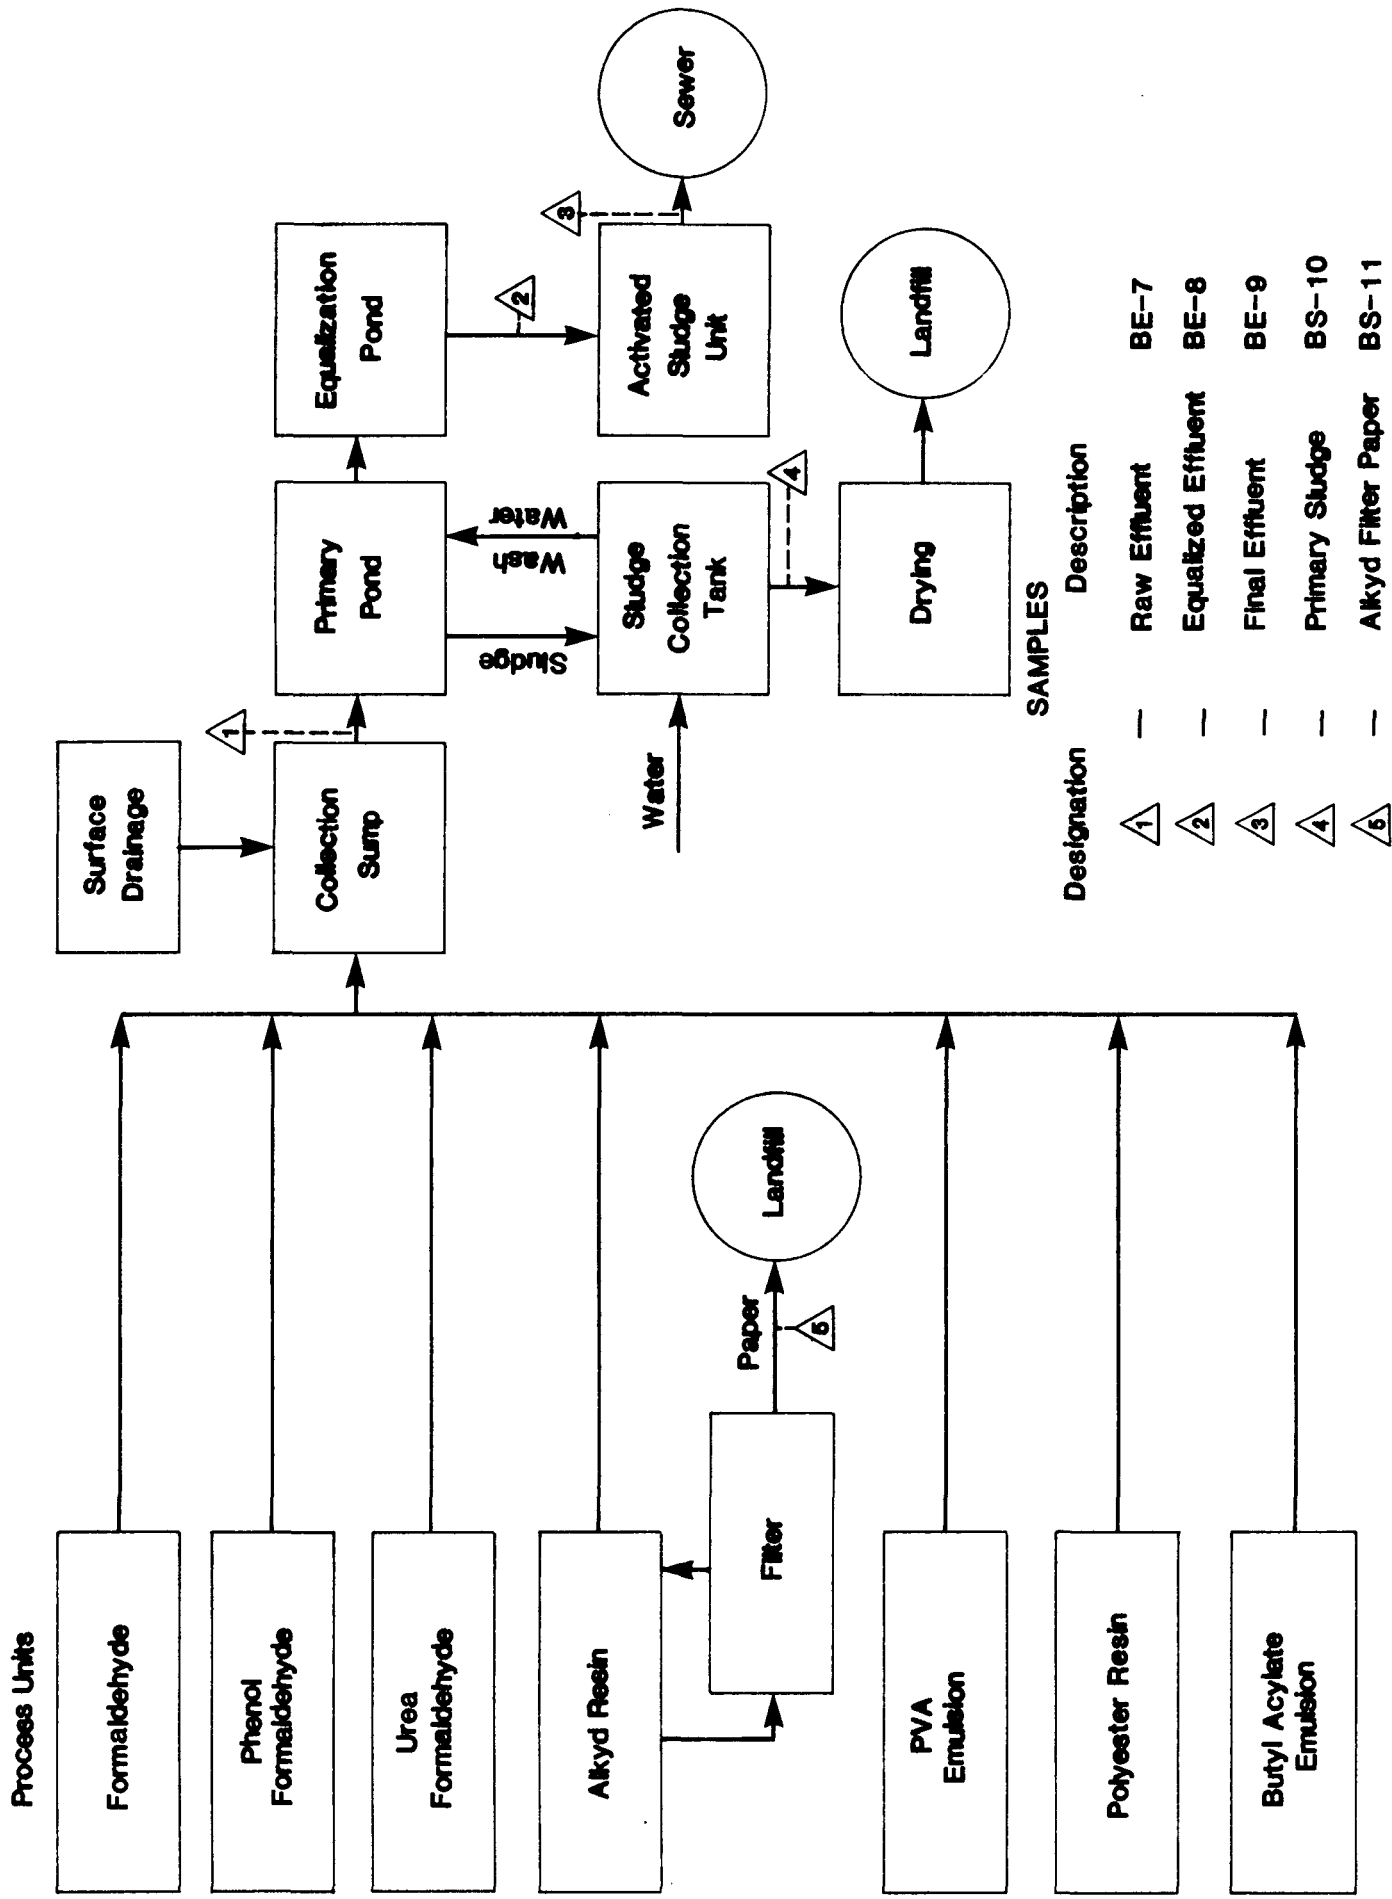 Process Units
Formaldehyde
Phenol
Formaldehyde
Urea
Formaldehyde
Alkyd Resin
Filter
Paper
5
Landfill
PVA
Emulsion
Polyester Resin
Butyl Acylate
Emulsion
Surface
Drainage
Collection
Sump
1
Primary
Pond
Equalization
Pond
Sludge
Wash
Water
2
Water
Sludge
Collection
Tank
Activated
Sludge
Unit
3
Sewer
4
Drying
Landfill
SAMPLES
Designation Description
1 — Raw Effluent BE-7
2 — Equalized Effluent BE-8
3 — Final Effluent BE-9
4 — Primary Sludge BS-10
5 — Alkyd Filter Paper BS-11